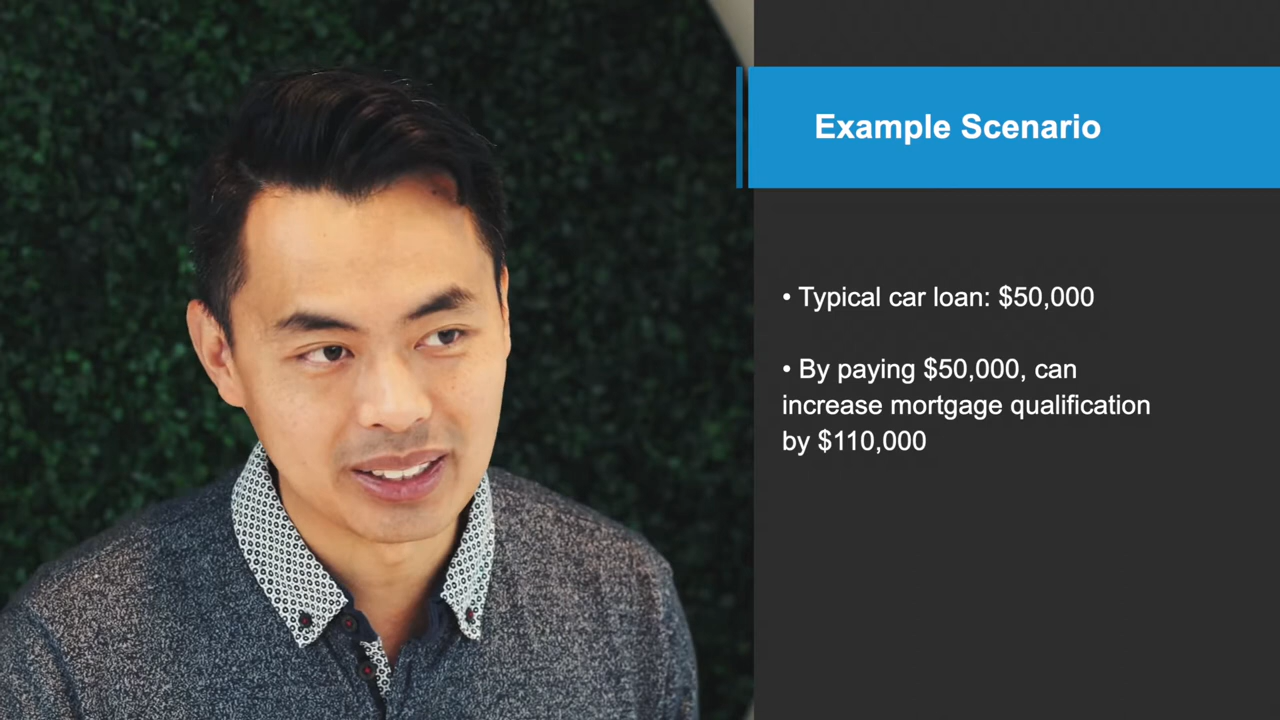 Example Scenario
• Typical car loan: $50,000
• By paying $50,000, can
increase mortgage qualification
by $110,000